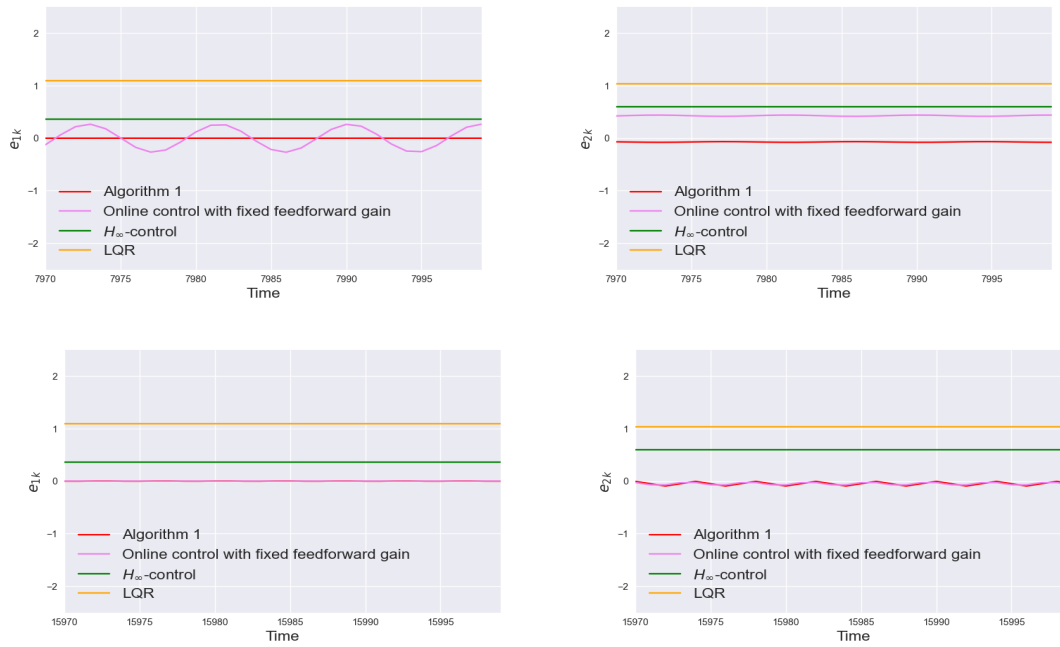 2
1
0
−1
−2
e1k
Algorithm 1
Online control with fixed feedforward gain
H∞-control
LQR
7970
7975
7980
7985
7990
7995
Time
2
1
0
−1
−2
e2k
Algorithm 1
Online control with fixed feedforward gain
H∞-control
LQR
7970
7975
7980
7985
7990
7995
Time
2
1
0
−1
−2
e1k
Algorithm 1
Online control with fixed feedforward gain
H∞-control
LQR
15970
15975
15980
15985
15990
15995
Time
2
1
0
−1
−2
e2k
Algorithm 1
Online control with fixed feedforward gain
H∞-control
LQR
15970
15975
15980
15985
15990
15995
Time